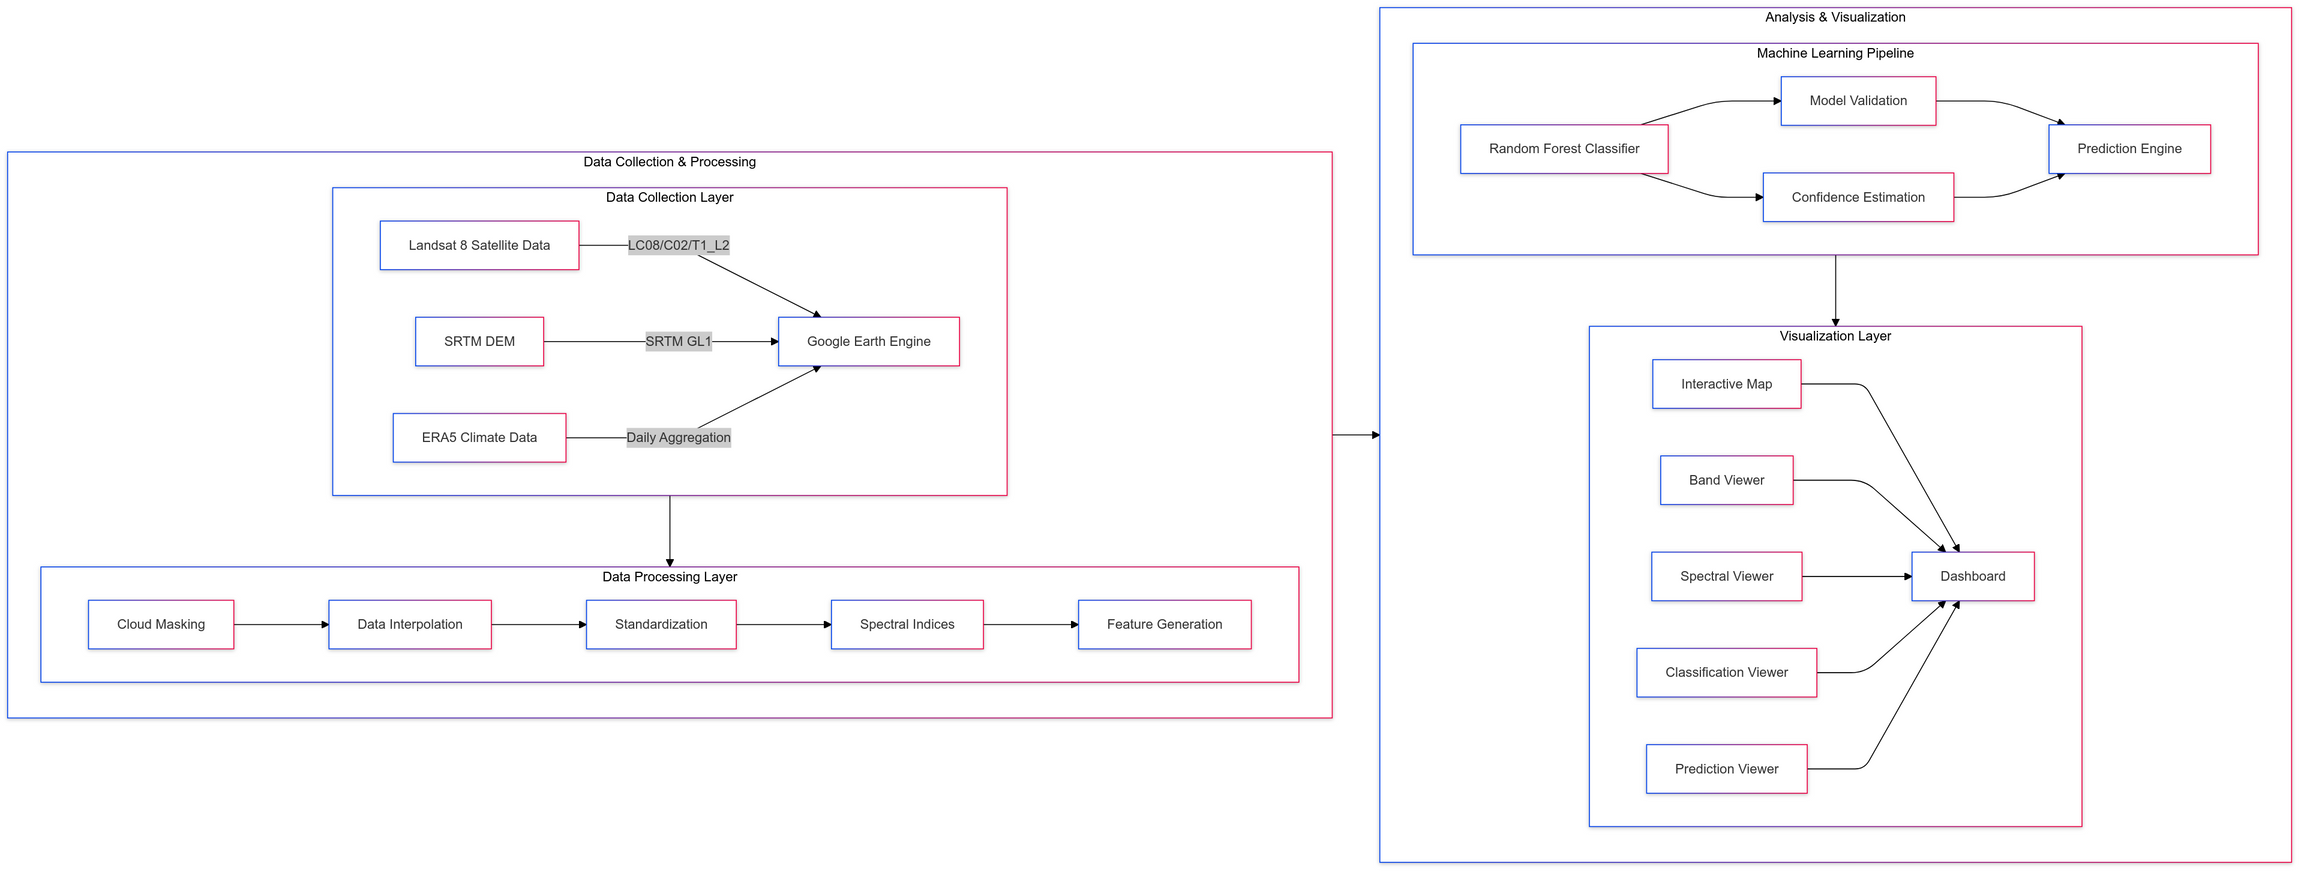 Data Collection & Processing
Data Collection Layer
Landsat 8 Satellite Data
LC08/C02/T1_L2
SRTM DEM
SRTM GL1
Google Earth Engine
ERA5 Climate Data
Daily Aggregation
Data Processing Layer
Cloud Masking
Data Interpolation
Standardization
Spectral Indices
Feature Generation
Analysis & Visualization
Machine Learning Pipeline
Random Forest Classifier
Model Validation
Confidence Estimation
Prediction Engine
Visualization Layer
Interactive Map
Band Viewer
Spectral Viewer
Classification Viewer
Prediction Viewer
Dashboard